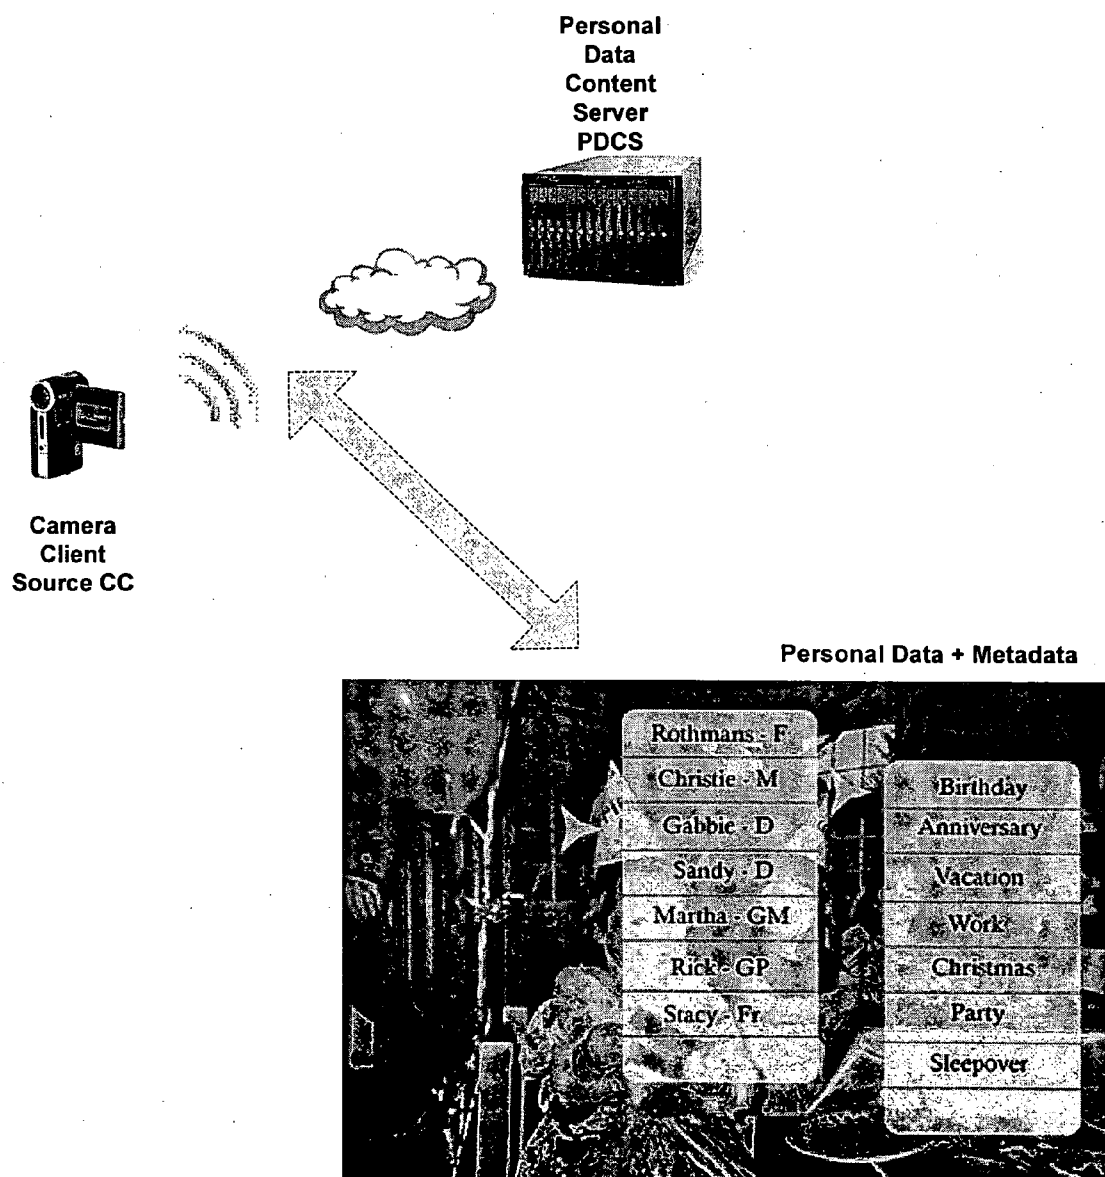 Personal
Data
Content
Server
PDCS
Camera
Client
Source CC
Personal Data + Metadata
Rothmans - F
Christie - M
Gabbie - D
Sandy - D
Martha - GM
Rick - GP
Stacy - Fr
Birthday
Anniversary
Vacation
Work
Christmas
Party
Sleepover